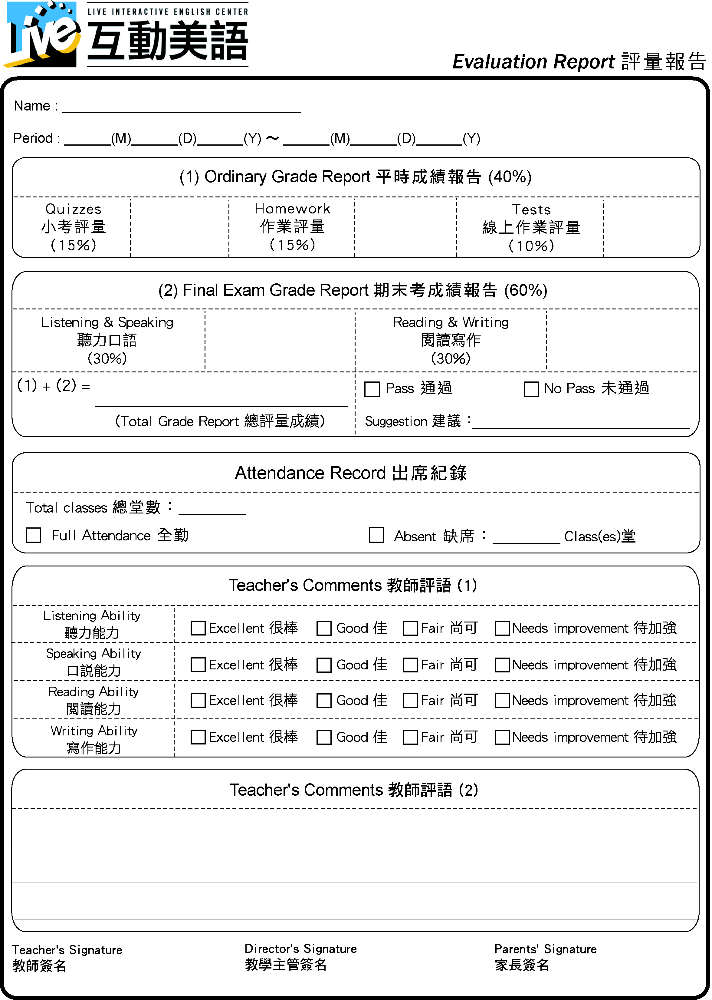 Live
LIVE INTERACTIVE ENGLISH CENTER
互動美語
Evaluation Report 評量報告
Name : ____________________
Period : ______(M)______(D)______(Y) ～ ______(M)______(D)______(Y)
(1) Ordinary Grade Report 平時成績報告 (40%)
Quizzes
小考評量
(15%)
Homework
作業評量
(15%)
Tests
線上作業評量
(10%)
(2) Final Exam Grade Report 期末考成績報告 (60%)
Listening & Speaking
聽力口語
(30%)
Reading & Writing
閱讀寫作
(30%)
(1) + (2) = ____________________
(Total Grade Report 總評量成績)
□ Pass 通過 □ No Pass 未通過
Suggestion 建議：____________________
Attendance Record 出席紀錄
Total classes 總堂數：________
□ Full Attendance 全勤 □ Absent 缺席：________ Class(es)堂
Teacher's Comments 教師評語 (1)
Listening Ability
聽力能力
□ Excellent 很棒 □ Good 佳 □ Fair 尚可 □ Needs improvement 待加強
Speaking Ability
口説能力
□ Excellent 很棒 □ Good 佳 □ Fair 尚可 □ Needs improvement 待加強
Reading Ability
閱讀能力
□ Excellent 很棒 □ Good 佳 □ Fair 尚可 □ Needs improvement 待加強
Writing Ability
寫作能力
□ Excellent 很棒 □ Good 佳 □ Fair 尚可 □ Needs improvement 待加強
Teacher's Comments 教師評語 (2)
Teacher's Signature
教師簽名
Director's Signature
教學主管簽名
Parents' Signature
家長簽名